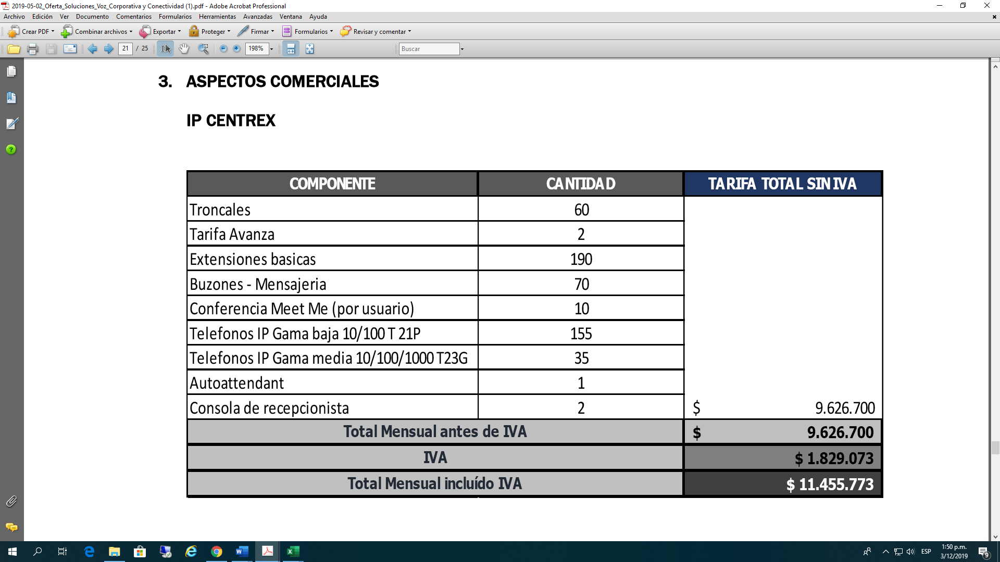 2019-05-02_Oferta_Soluciones_Voz_Corporativa y Conectividad (1).pdf - Adobe Acrobat Professional
Archivo Edición Ver Documento Comentarios Formularios Herramientas Avanzadas Ventana Ayuda
Crear PDF Combinar archivos Exportar Proteger Firmar Formularios Revisar y comentar
21 / 25 198% Buscar
3. ASPECTOS COMERCIALES
IP CENTREX
COMPONENTE CANTIDAD TARIFA TOTAL SIN IVA
Troncales 60
Tarifa Avanza 2
Extensiones basicas 190
Buzones - Mensajeria 70
Conferencia Meet Me (por usuario) 10
Telefonos IP Gama baja 10/100 T 21P 155
Telefonos IP Gama media 10/100/1000 T23G 35
Autoattendant 1
Consola de recepcionista 2 $ 9.626.700
Total Mensual antes de IVA $ 9.626.700
IVA $ 1.829.073
Total Mensual incluído IVA $ 11.455.773
ESP 1:50 p.m.
3/12/2019 9